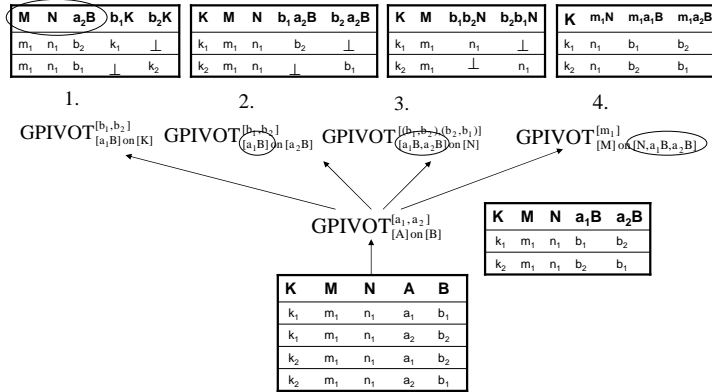 M N a₂B b₁K b₂K
m₁ n₁ b₂ k₁ ⊥
m₁ n₁ b₁ ⊥ k₂
K M N b₁a₂B b₂a₂B
k₁ m₁ n₁ b₂ ⊥
k₂ m₁ n₁ ⊥ b₁
K M b₁b₂N b₂b₁N
k₁ m₁ n₁ ⊥
k₂ m₁ ⊥ n₁
K m₁N m₁a₁B m₁a₂B
k₁ n₁ b₁ b₂
k₂ n₁ b₂ b₁
1. 2. 3. 4.
GPIVOT [b₁,b₂] [a₁B] on [K]
GPIVOT [b₁,b₂] [a₁B] on [a₂B]
GPIVOT [(b₁,b₂),(b₂,b₁)] [a₁B,a₂B] on [N]
GPIVOT [m₁] [M] on [N,a₁B,a₂B]
GPIVOT [a₁,a₂] [A] on [B]
K M N a₁B a₂B
k₁ m₁ n₁ b₁ b₂
k₂ m₁ n₁ b₂ b₁
K M N A B
k₁ m₁ n₁ a₁ b₁
k₁ m₁ n₁ a₂ b₂
k₂ m₁ n₁ a₁ b₂
k₂ m₁ n₁ a₂ b₁